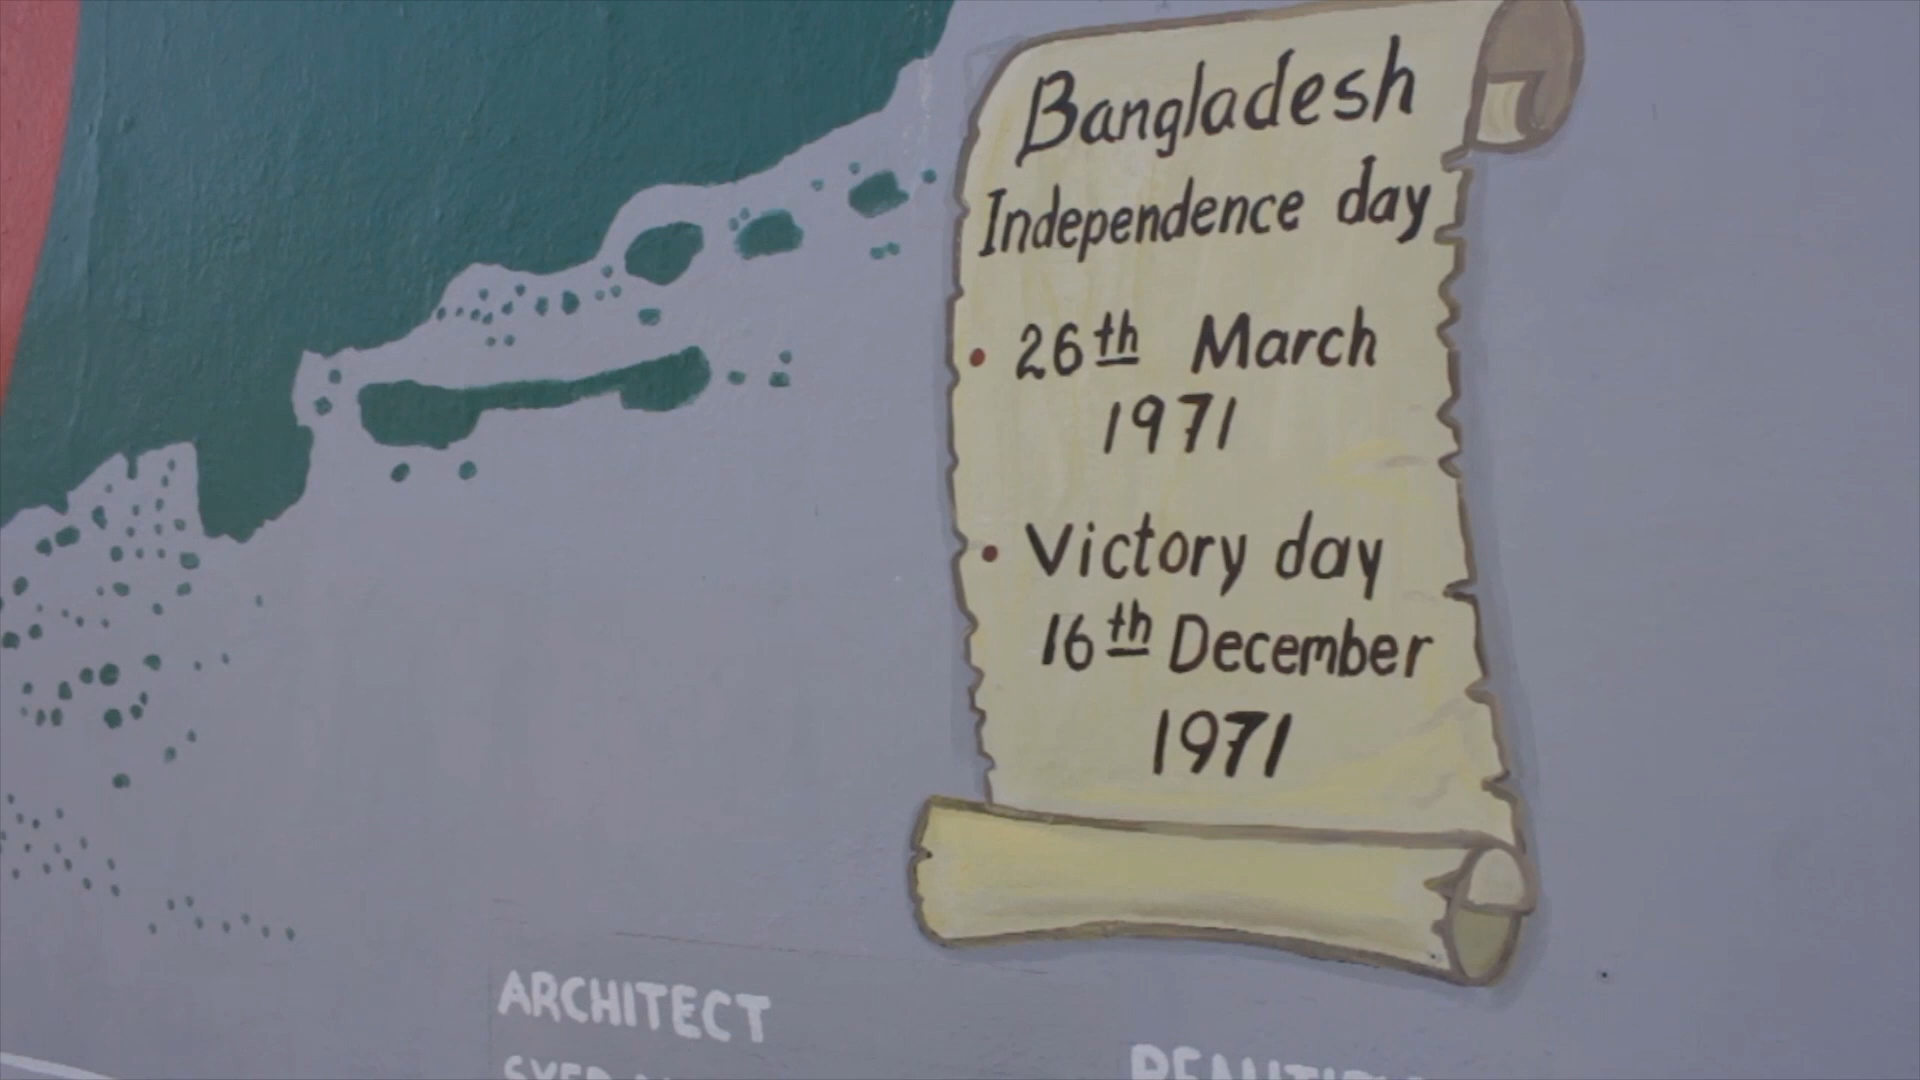 Bangladesh
Independence day
• 26th March
1971
• Victory day
16th December
1971
ARCHITECT